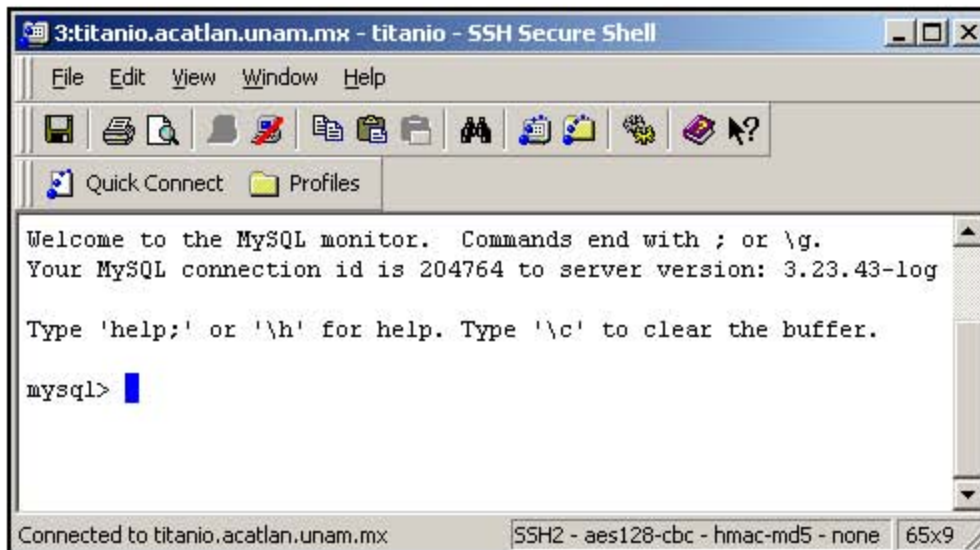 3:titanio.acatlan.unam.mx - titanio - SSH Secure Shell
File Edit View Window Help
Quick Connect Profiles
Welcome to the MySQL monitor.  Commands end with ; or \g.
Your MySQL connection id is 204764 to server version: 3.23.43-log
Type 'help;' or '\h' for help. Type '\c' to clear the buffer.
mysql>
Connected to titanio.acatlan.unam.mx SSH2 - aes128-cbc - hmac-md5 - none 65x9